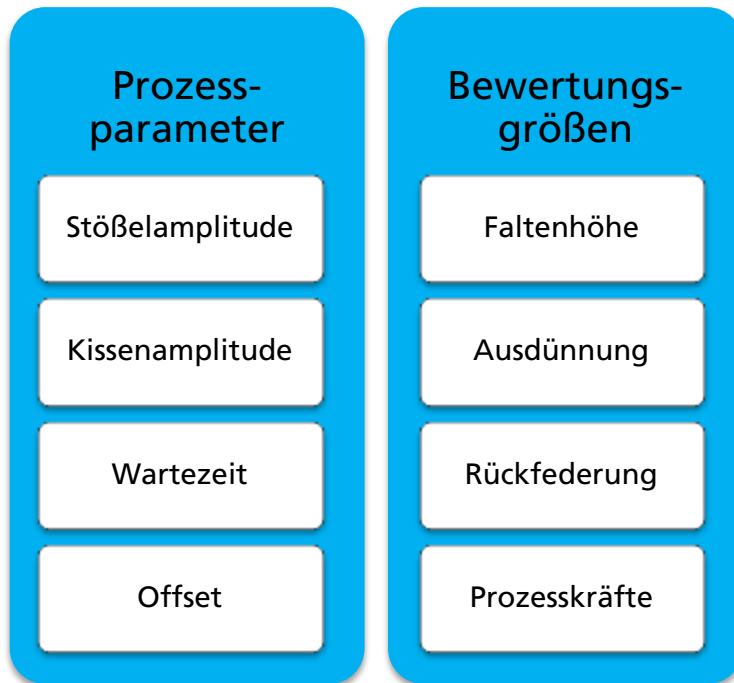 Prozess-
parameter
Stößelamplitude
Kissenamplitude
Wartezeit
Offset
Bewertungs-
größen
Faltenhöhe
Ausdünnung
Rückfederung
Prozesskräfte